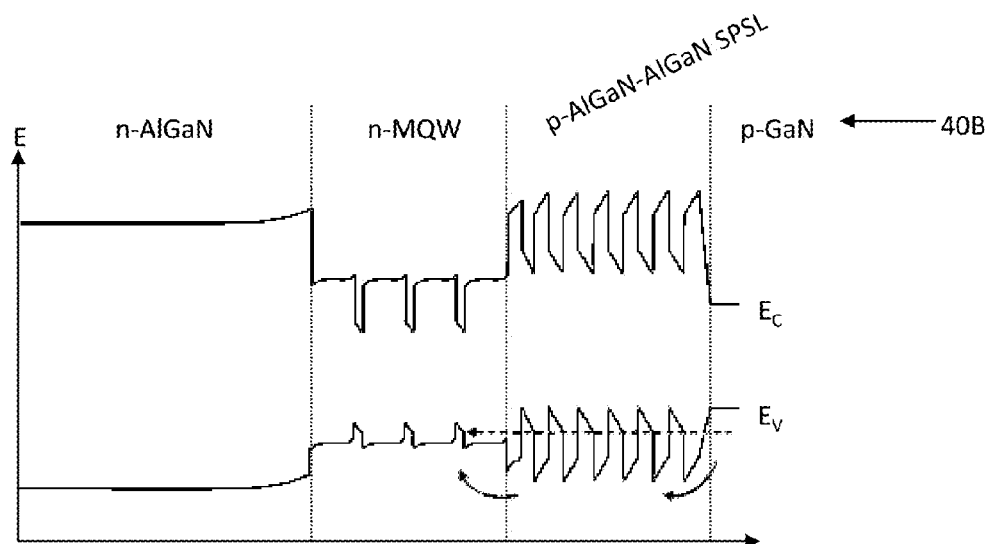 p-AlGaN-AlGaN SPSL
n-AlGaN
n-MQW
p-GaN
40B
E
E_C
E_V